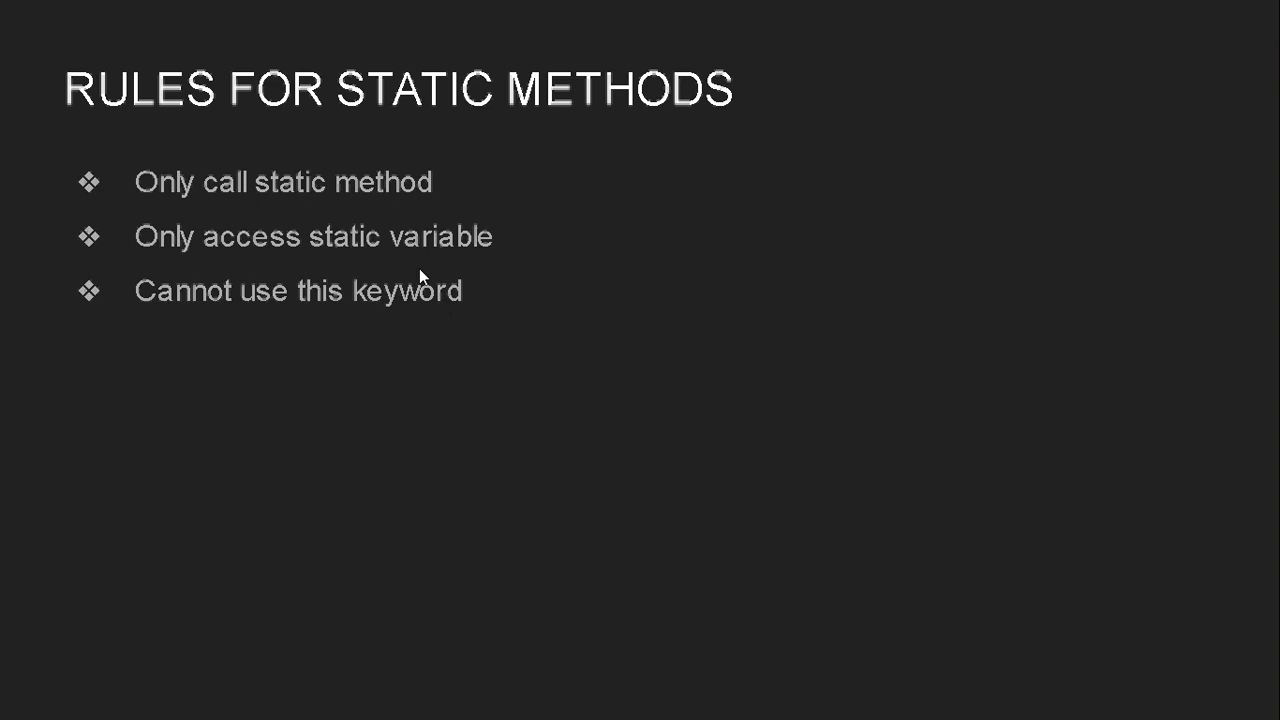 RULES FOR STATIC METHODS
❖ Only call static method
❖ Only access static variable
❖ Cannot use this keyword